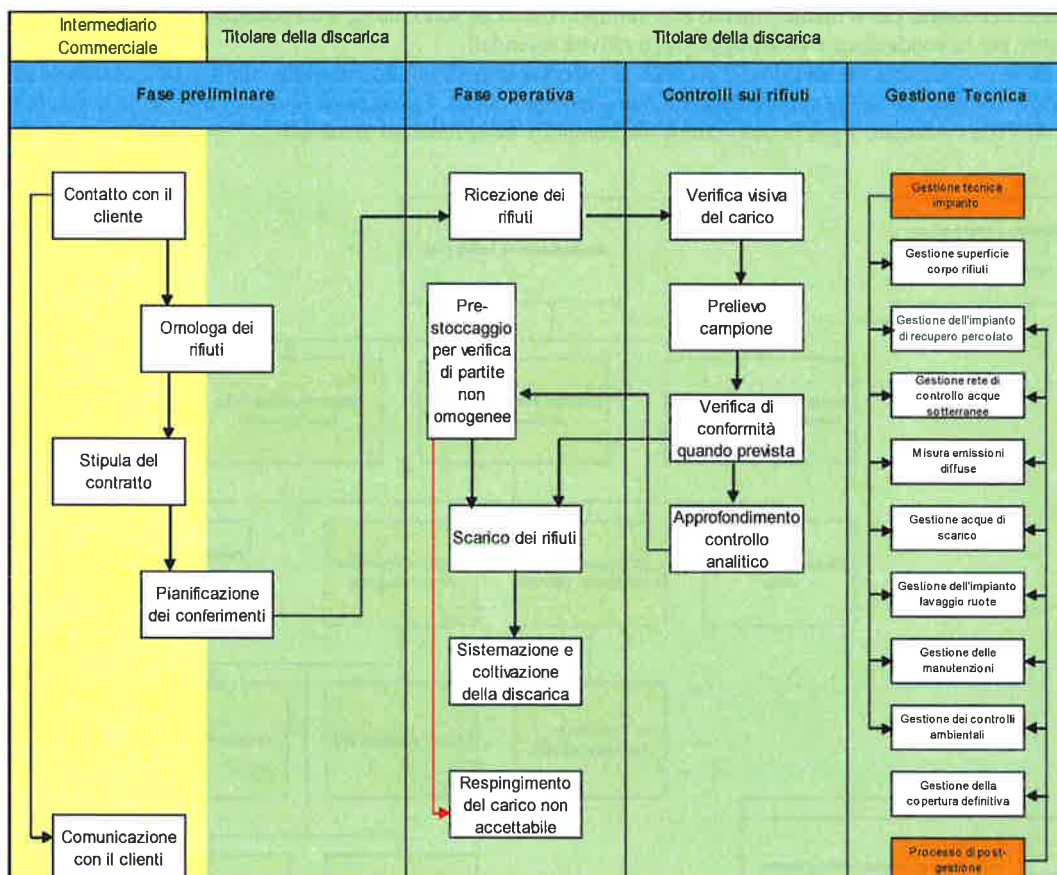 Intermediario
Commerciale
Titolare della discarica
Titolare della discarica
Fase preliminare
Fase operativa
Controlli sui rifiuti
Gestione Tecnica
Contatto con il
cliente
Omologa dei
rifiuti
Stipula del
contratto
Pianificazione
dei conferimenti
Comunicazione
con il clienti
Ricezione dei
rifiuti
Pre-
stoccaggio
per verifica
di partite
non
omogenee
Scarico dei rifiuti
Sistemazione e
coltivazione
della discarica
Respingimento
del carico non
accettabile
Verifica visiva
del carico
Prelievo
campione
Verifica di
conformità
quando prevista
Approfondimento
controllo
analitico
Gestione tecnica
impianto
Gestione superficie
corpo rifiuti
Gestione dell'impianto
di recupero percolato
Gestione rete di
controllo acque
sotterranee
Misura emissioni
diffuse
Gestione acque di
scarico
Gestione dell'impianto
lavaggio ruote
Gestione delle
manutenzioni
Gestione dei controlli
ambientali
Gestione della
copertura definitiva
Processo di post-
gestione